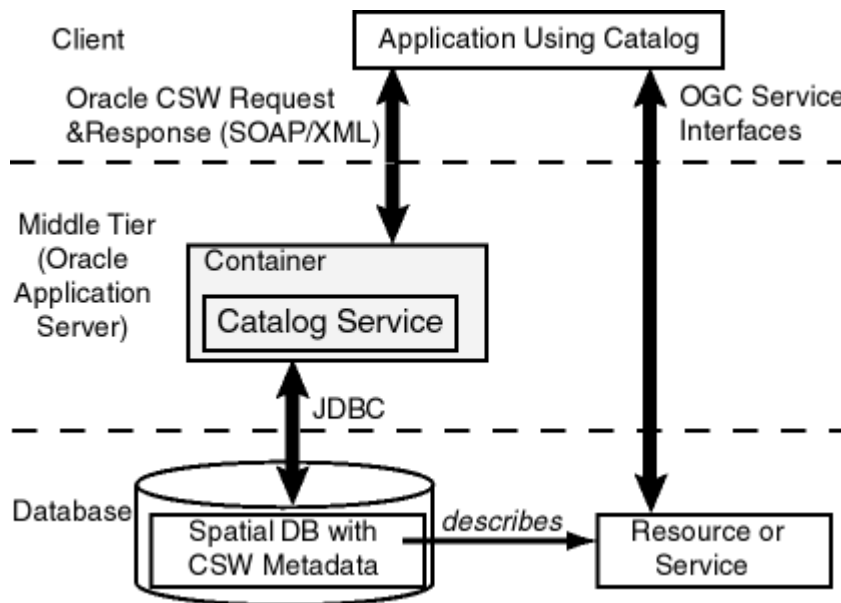 Client
Application Using Catalog
Oracle CSW Request
&Response (SOAP/XML)
OGC Service
Interfaces
Middle Tier
(Oracle
Application
Server)
Container
Catalog Service
JDBC
Database
Spatial DB with
CSW Metadata
describes
Resource or
Service